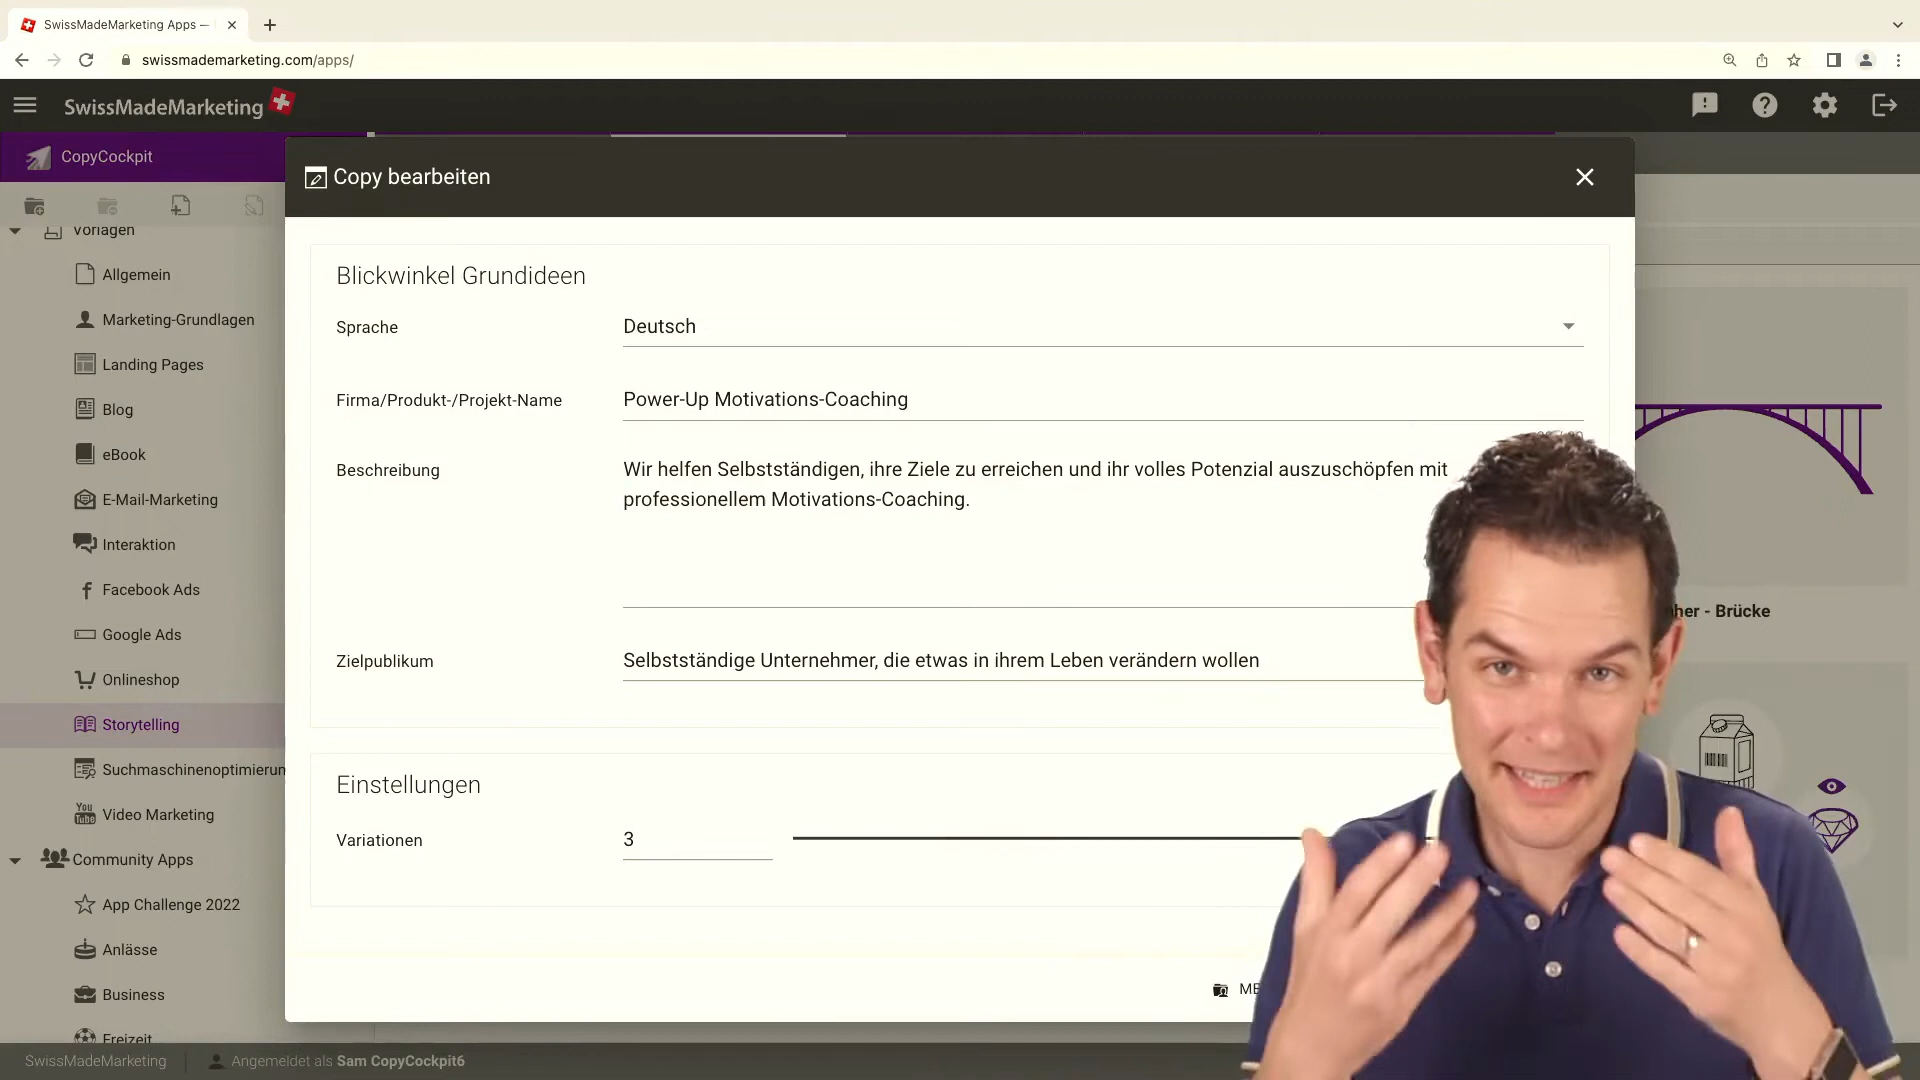 SwissMadeMarketing Apps —
swissmademarketing.com/apps/
SwissMadeMarketing
CopyCockpit
Vorlagen
Allgemein
Marketing-Grundlagen
Landing Pages
Blog
eBook
E-Mail-Marketing
Interaktion
Facebook Ads
Google Ads
Onlineshop
Storytelling
Suchmaschinenoptimierun
You
Tube
Video Marketing
Community Apps
App Challenge 2022
Anlässe
Business
Freizeit
Copy bearbeiten
Blickwinkel Grundideen
Sprache
Deutsch
Firma/Produkt-/Projekt-Name
Power-Up Motivations-Coaching
Beschreibung
Wir helfen Selbstständigen, ihre Ziele zu erreichen und ihr volles Potenzial auszuschöpfen mit
professionellem Motivations-Coaching.
Zielpublikum
Selbstständige Unternehmer, die etwas in ihrem Leben verändern wollen
Einstellungen
Variationen
3
ME
her - Brücke
SwissMadeMarketing
Angemeldet als Sam CopyCockpit6